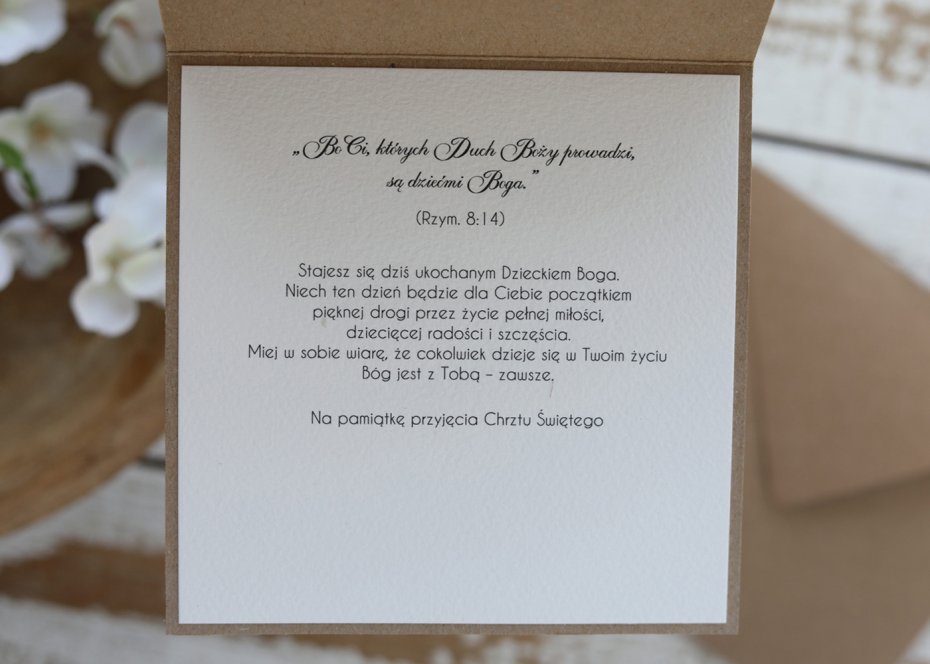 „Bo Ci, których Duch Boży prowadzi,
są dziećmi Boga.”
(Rzym. 8:14)
Stajesz się dziś ukochanym Dzieckiem Boga.
Niech ten dzień będzie dla Ciebie początkiem
pięknej drogi przez życie pełnej miłości,
dziecięcej radości i szczęścia.
Miej w sobie wiarę, że cokolwiek dzieje się w Twoim życiu
Bóg jest z Tobą – zawsze.
Na pamiątkę przyjęcia Chrztu Świętego